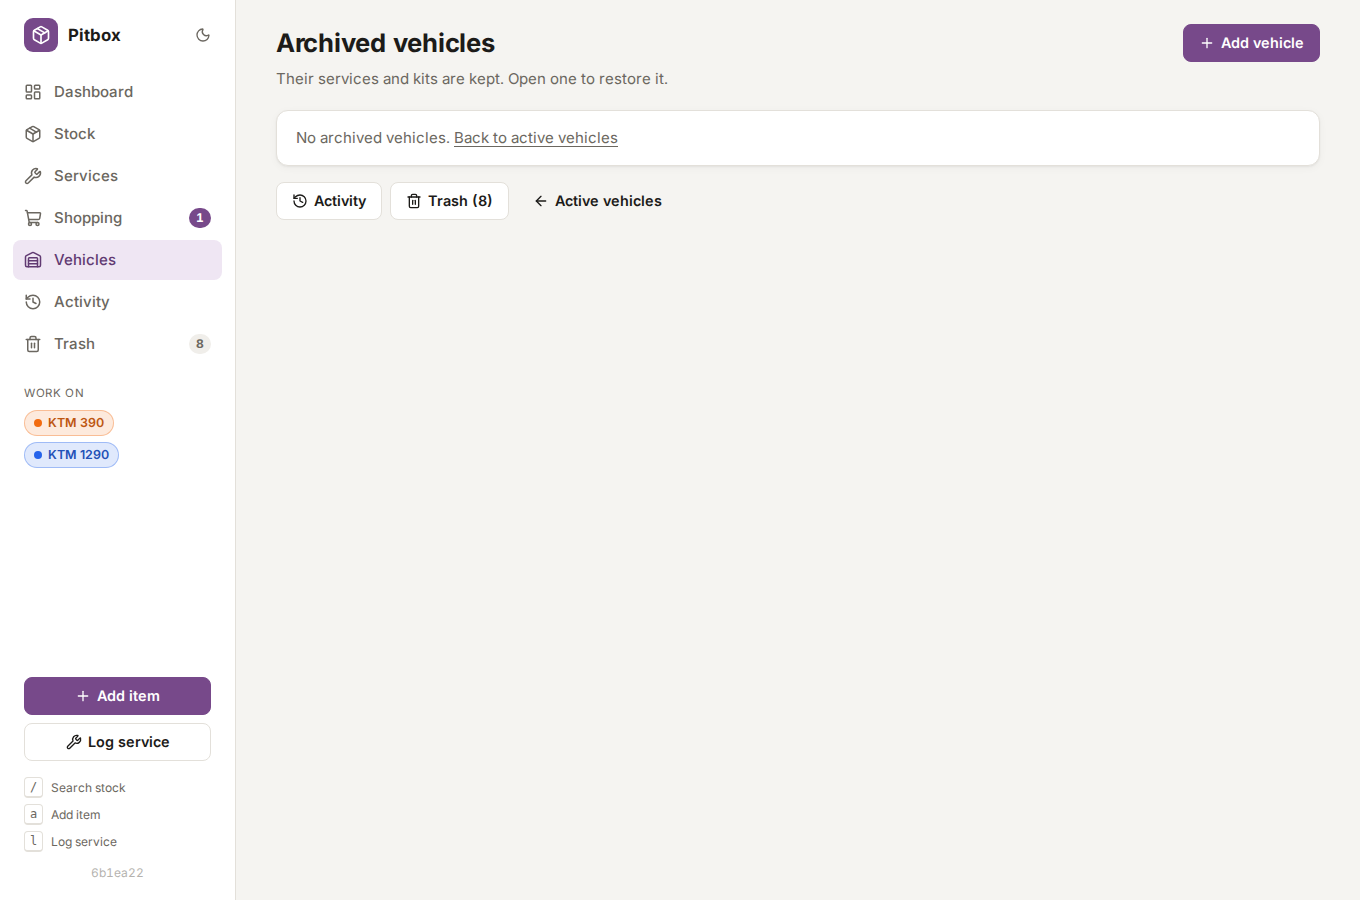 Pitbox
Dashboard
Stock
Services
Shopping 1
Vehicles
Activity
Trash 8
WORK ON
KTM 390
KTM 1290
+ Add item
Log service
/ Search stock
a Add item
l Log service
6b1ea22
Archived vehicles
+ Add vehicle
Their services and kits are kept. Open one to restore it.
No archived vehicles. Back to active vehicles
Activity
Trash (8)
← Active vehicles